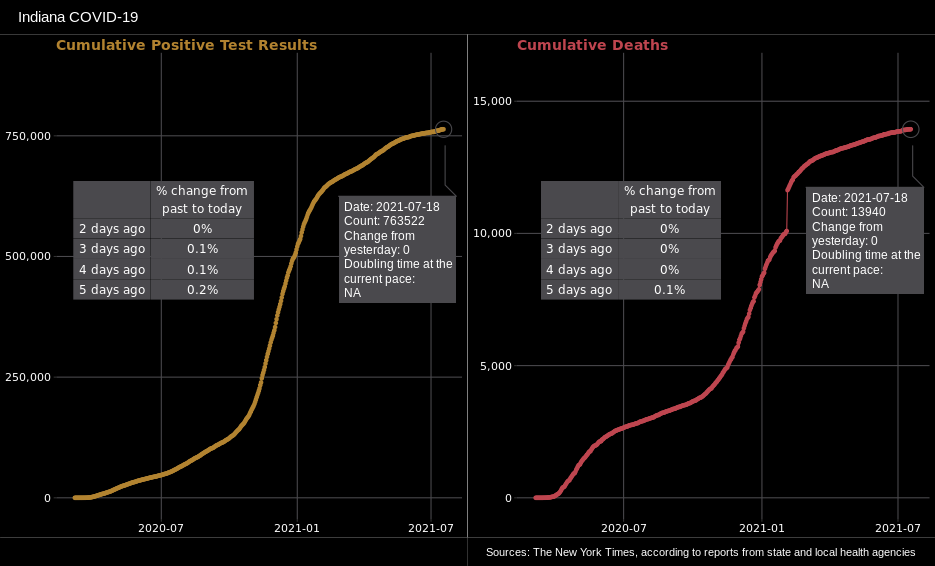 Indiana COVID-19
Cumulative Positive Test Results
750,000
500,000
250,000
0
2020-07
2021-01
2021-07
% change from
past to today
2 days ago 0%
3 days ago 0.1%
4 days ago 0.1%
5 days ago 0.2%
Date: 2021-07-18
Count: 763522
Change from
yesterday: 0
Doubling time at the
current pace:
NA
Cumulative Deaths
15,000
10,000
5,000
0
2020-07
2021-01
2021-07
% change from
past to today
2 days ago 0%
3 days ago 0%
4 days ago 0%
5 days ago 0.1%
Date: 2021-07-18
Count: 13940
Change from
yesterday: 0
Doubling time at the
current pace:
NA
Sources: The New York Times, according to reports from state and local health agencies